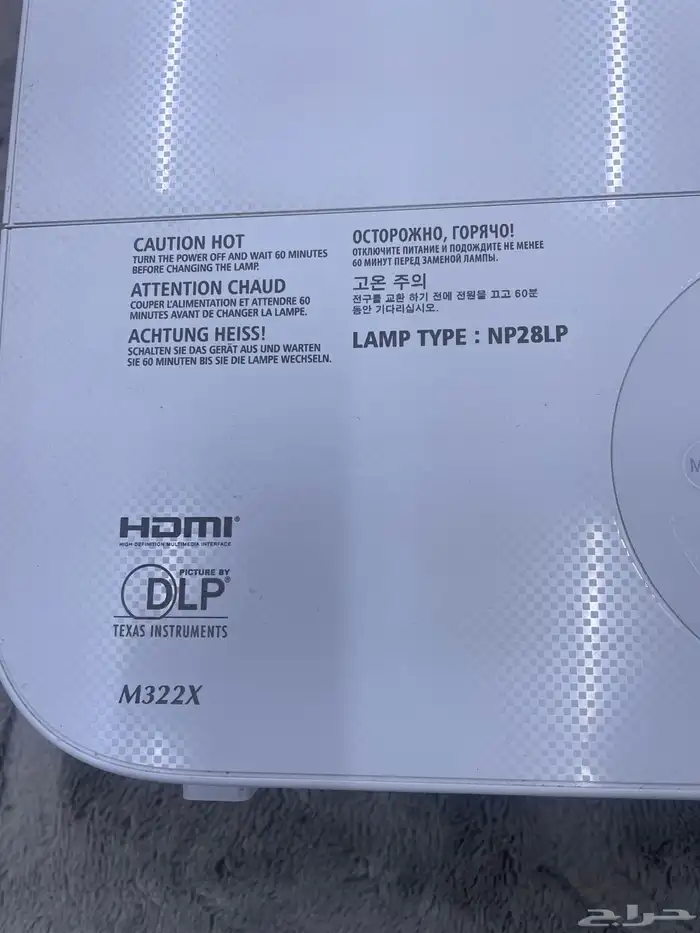 CAUTION HOT
TURN THE POWER OFF AND WAIT 60 MINUTES
BEFORE CHANGING THE LAMP.
ATTENTION CHAUD
COUPER L'ALIMENTATION ET ATTENDRE 60
MINUTES AVANT DE CHANGER LA LAMPE.
ACHTUNG HEISS!
SCHALTEN SIE DAS GERÄT AUS UND WARTEN
SIE 60 MINUTEN BIS SIE DIE LAMPE WECHSELN.
ОСТОРОЖНО, ГОРЯЧО!
ОТКЛЮЧИТЕ ПИТАНИЕ И ПОДОЖДИТЕ НЕ МЕНЕЕ
60 МИНУТ ПЕРЕД ЗАМЕНОЙ ЛАМПЫ.
고온 주의
전구를 교환 하기 전에 전원을 끄고 60분
동안 기다리십시오.
LAMP TYPE : NP28LP
HDMI®
HIGH-DEFINITION MULTIMEDIA INTERFACE
PICTURE BY
DLP®
TEXAS INSTRUMENTS
M322X
حراج